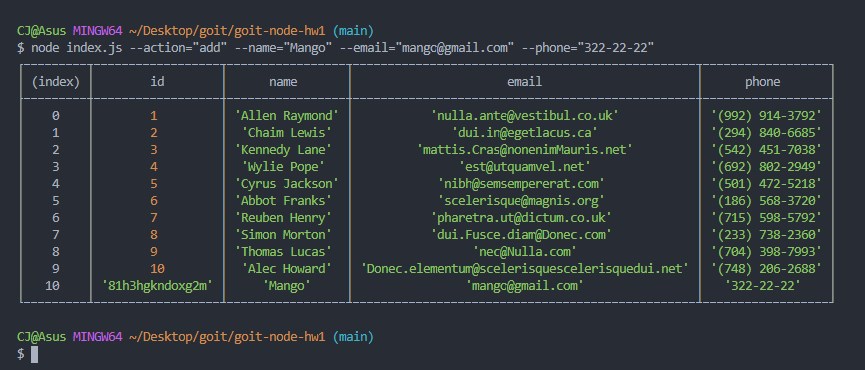 CJ@Asus MINGW64 ~/Desktop/goit/goit-node-hw1 (main)
$ node index.js --action="add" --name="Mango" --email="mango@gmail.com" --phone="322-22-22"
(index) id name email phone
0 1 'Allen Raymond' 'nulla.ante@vestibul.co.uk' '(992) 914-3792'
1 2 'Chaim Lewis' 'dui.in@egetlacus.ca' '(294) 840-6685'
2 3 'Kennedy Lane' 'mattis.Cras@nonenimMauris.net' '(542) 451-7038'
3 4 'Wylie Pope' 'est@utquamvel.net' '(692) 802-2949'
4 5 'Cyrus Jackson' 'nibh@semsempererat.com' '(501) 472-5218'
5 6 'Abbot Franks' 'scelerisque@magnis.org' '(186) 568-3720'
6 7 'Reuben Henry' 'pharetra.ut@dictum.co.uk' '(715) 598-5792'
7 8 'Simon Morton' 'dui.Fusce.diam@Donec.com' '(233) 738-2360'
8 9 'Thomas Lucas' 'nec@Nulla.com' '(704) 398-7993'
9 10 'Alec Howard' 'Donec.elementum@scelerisquescelerisquedui.net' '(748) 206-2688'
10 '81h3hgkndoxg2m' 'Mango' 'mango@gmail.com' '322-22-22'
CJ@Asus MINGW64 ~/Desktop/goit/goit-node-hw1 (main)
$